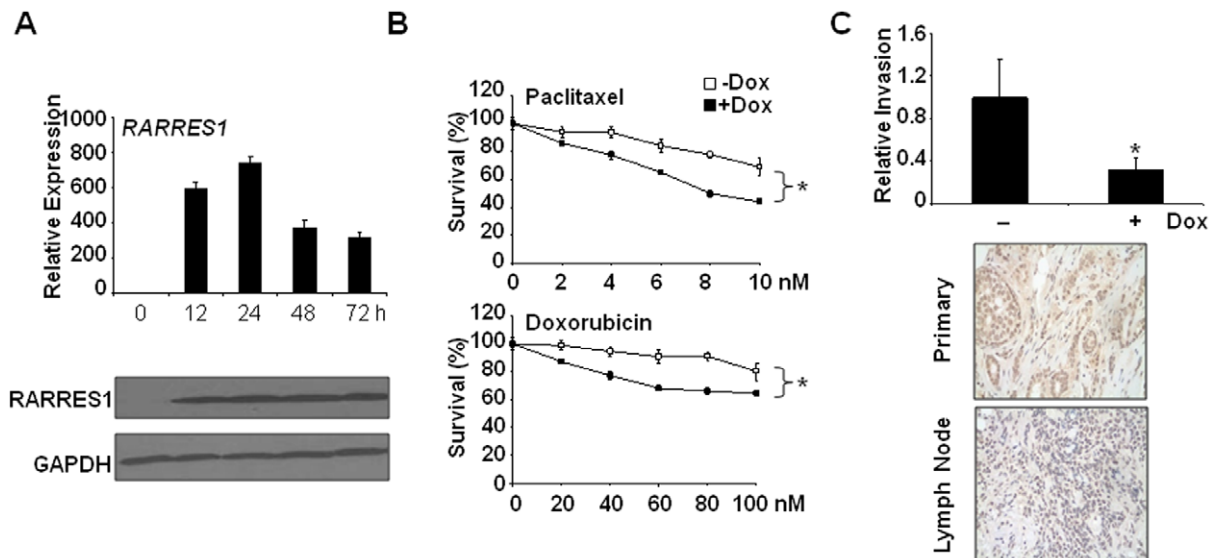 A
RARRES1
Relative Expression
1000
800
600
400
200
0
0 12 24 48 72 h
RARRES1
GAPDH
B
-Dox
+Dox
Paclitaxel
Survival (%)
120
100
80
60
40
20
0
0 2 4 6 8 10 nM
*
Doxorubicin
Survival (%)
120
100
80
60
40
20
0
0 20 40 60 80 100 nM
*
C
Relative Invasion
1.6
1.2
0.8
0.4
0
*
– + Dox
Primary
Lymph Node